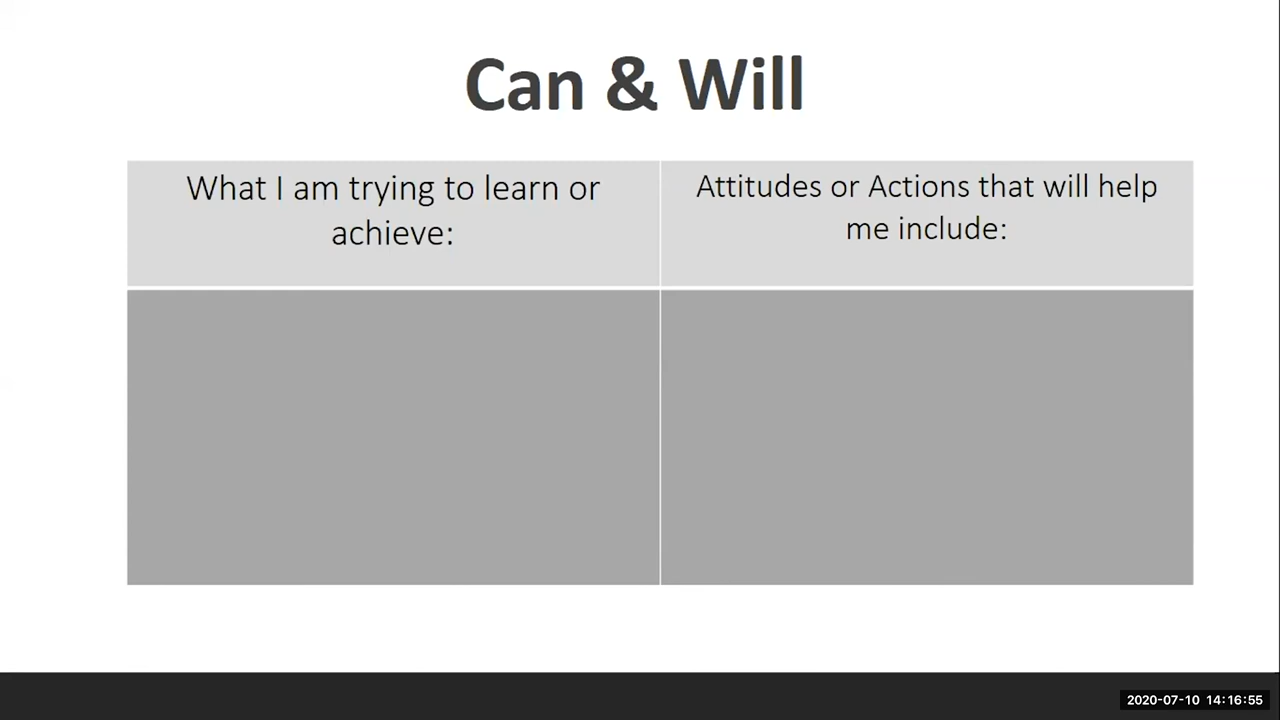 Can & Will
What I am trying to learn or
achieve:
Attitudes or Actions that will help
me include:
2020-07-10 14:16:55